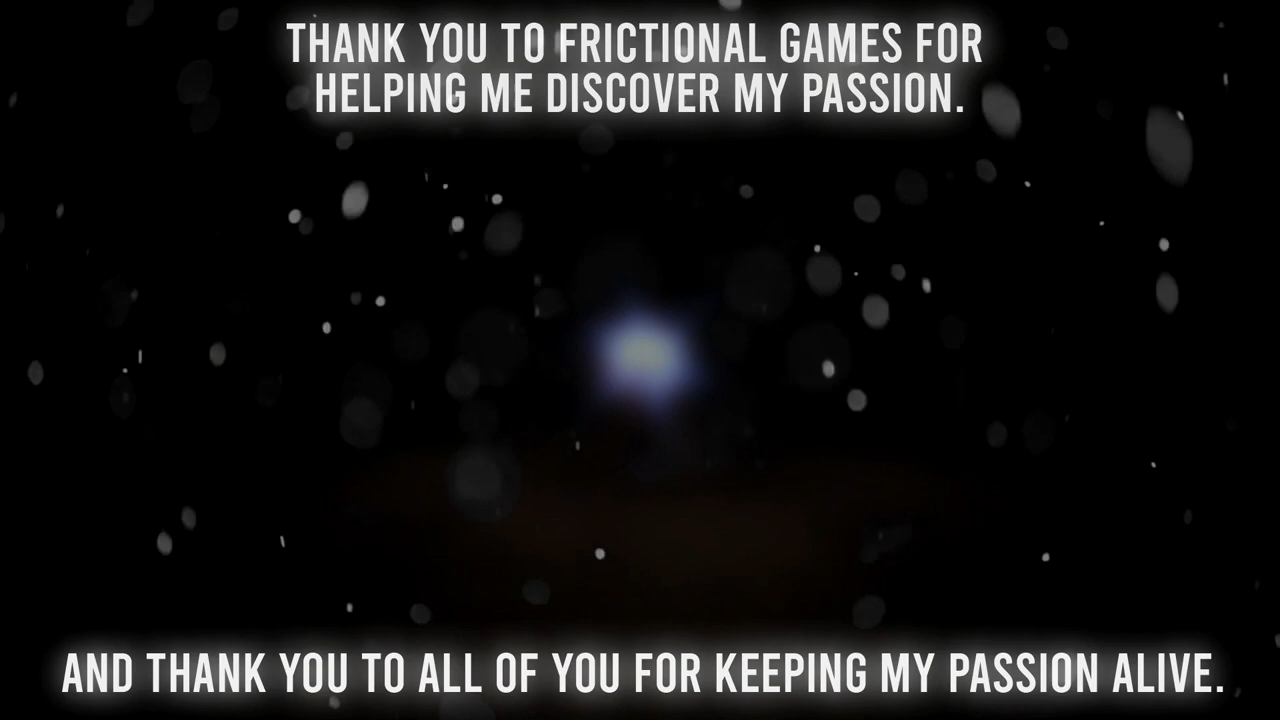 THANK YOU TO FRICTIONAL GAMES FOR
HELPING ME DISCOVER MY PASSION.
AND THANK YOU TO ALL OF YOU FOR KEEPING MY PASSION ALIVE.